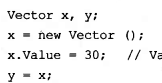 Vector x, y;
x = new Vector ();
x.Value = 30; // Va
y = x;